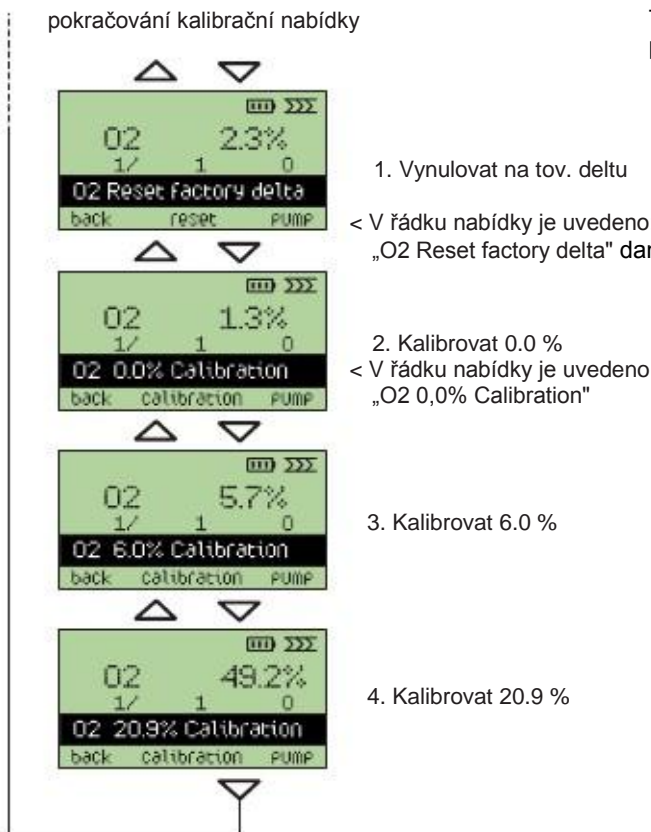 pokračování kalibrační nabídky
O2 2.3%
1/ 1 0
O2 Reset factory delta
back reset PUMP
1. Vynulovat na tov. deltu
< V řádku nabídky je uvedeno
„O2 Reset factory delta"
O2 1.3%
1/ 1 0
O2 0.0% Calibration
back calibration PUMP
2. Kalibrovat 0.0 %
< V řádku nabídky je uvedeno
„O2 0,0% Calibration"
O2 5.7%
1/ 1 0
O2 6.0% Calibration
back calibration PUMP
3. Kalibrovat 6.0 %
O2 49.2%
1/ 1 0
O2 20.9% Calibration
back calibration PUMP
4. Kalibrovat 20.9 %